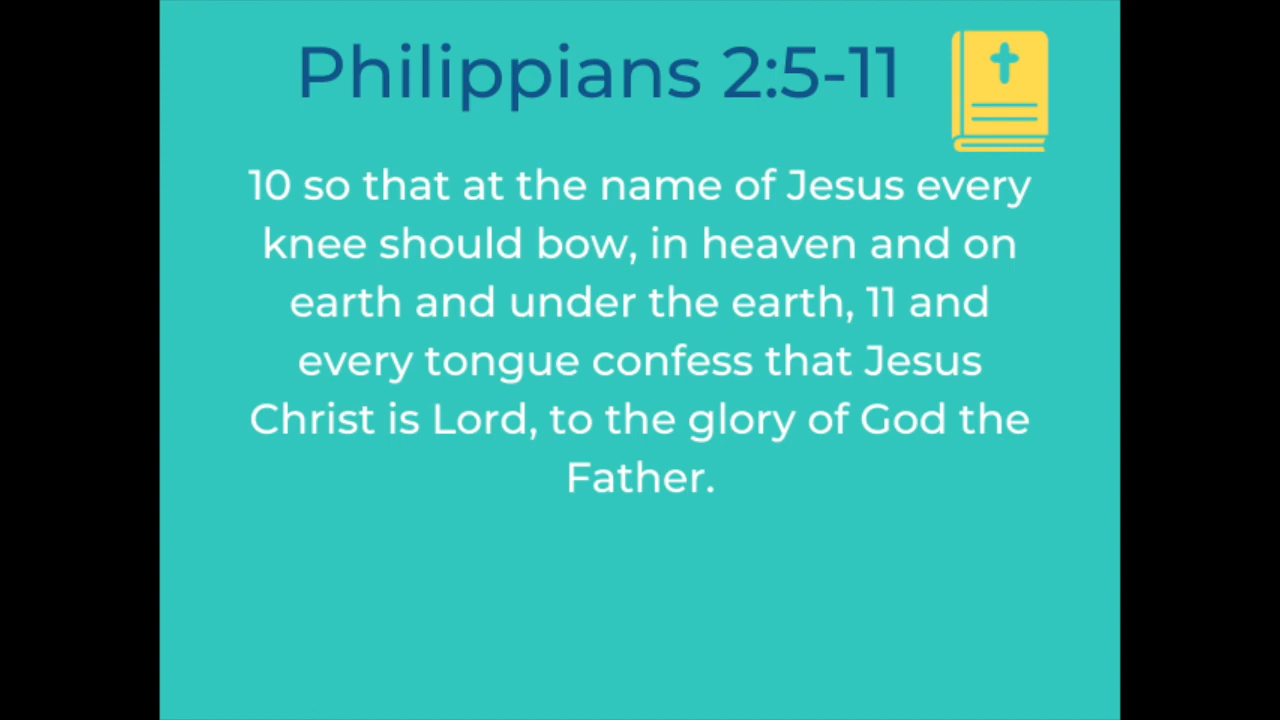 Philippians 2:5-11
10 so that at the name of Jesus every
knee should bow, in heaven and on
earth and under the earth, 11 and
every tongue confess that Jesus
Christ is Lord, to the glory of God the
Father.